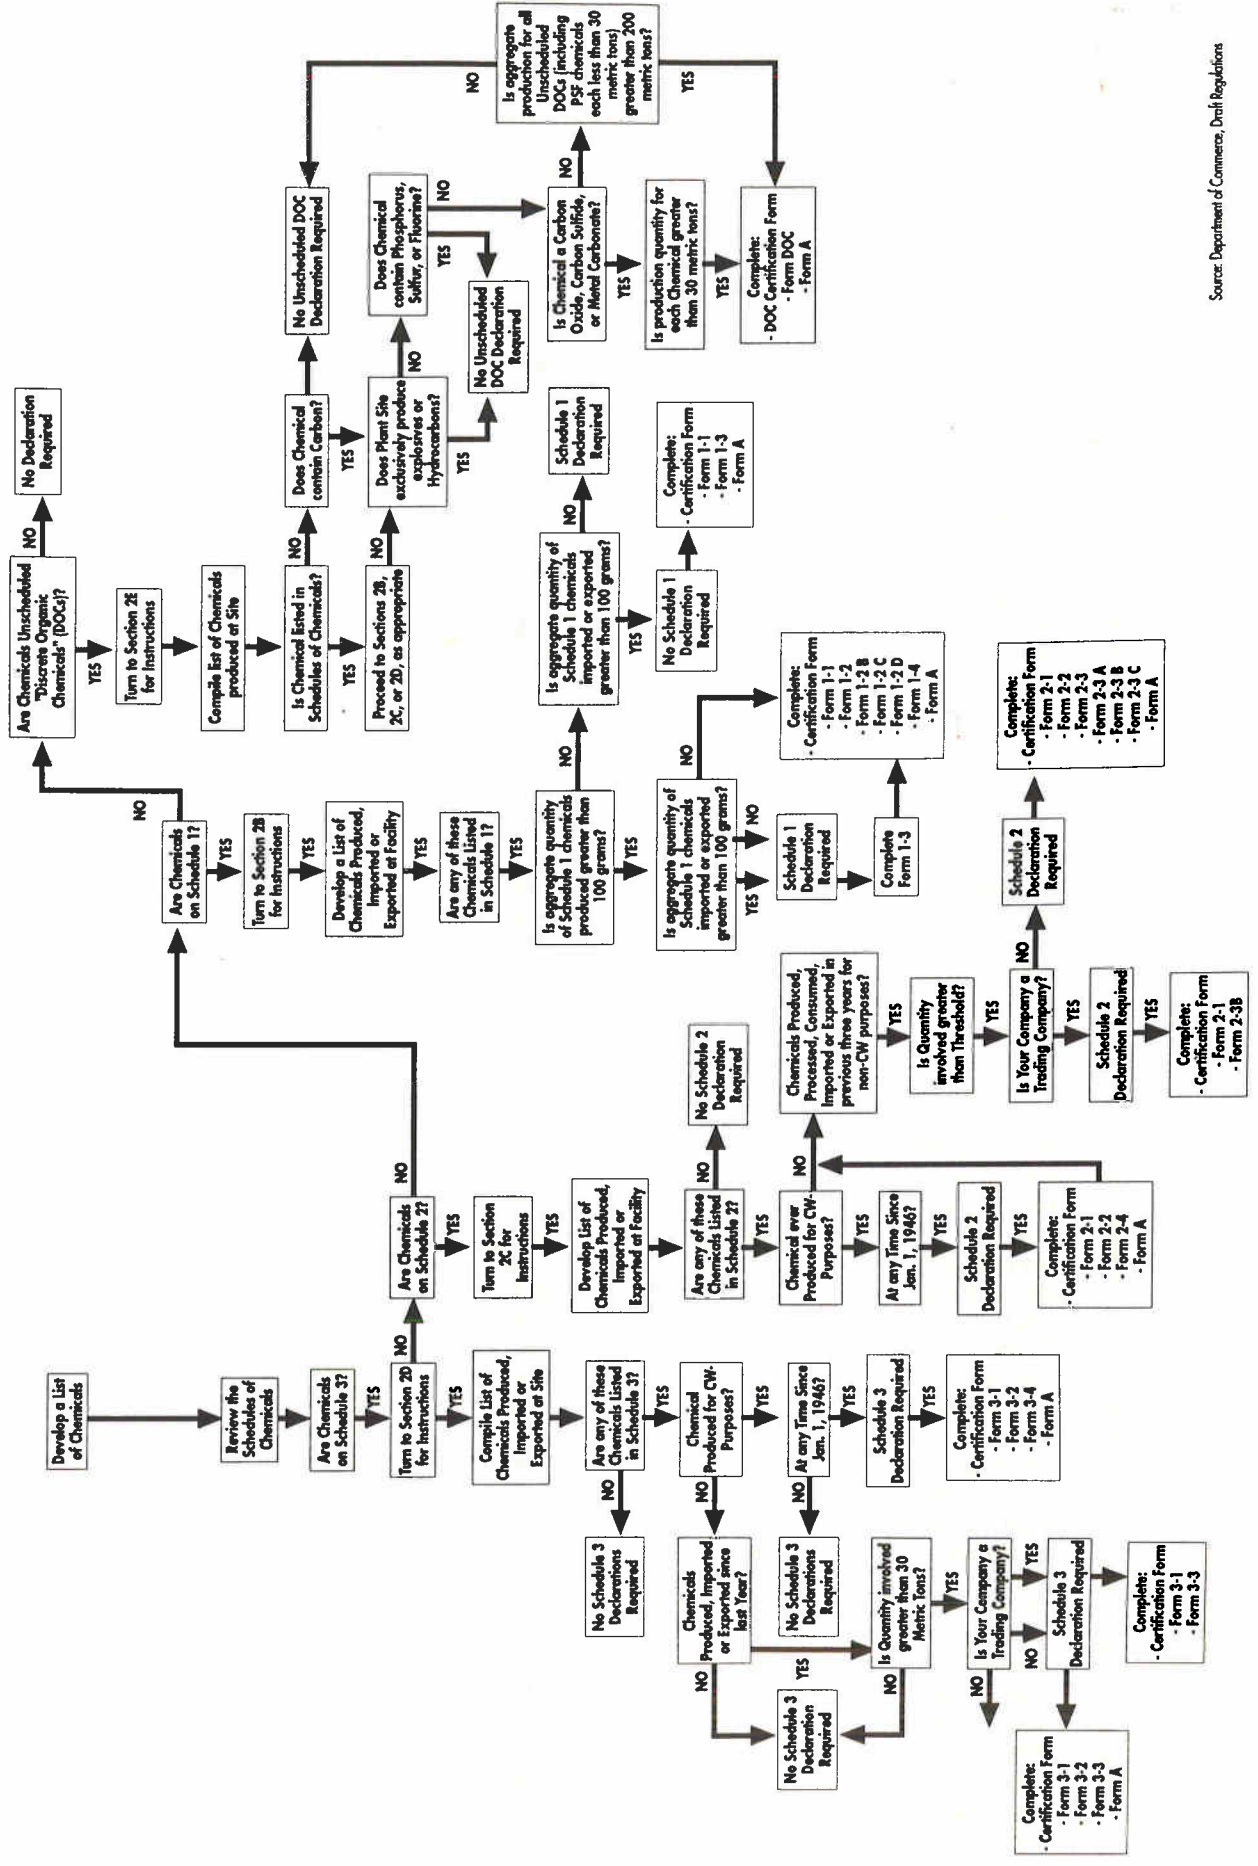 Develop a List
of Chemicals
Review the
Schedules of
Chemicals
Are Chemicals
on Schedule 3?
YES
Turn to Section 2D
for Instructions
NO
YES
Compile List of
Chemicals Produced,
Imported or
Exported at Site
Are any of these
Chemicals Listed
in Schedule 3?
NO
No Schedule 3
Declarations
Required
YES
Chemical
Produced for CW-
Purposes?
NO
YES
Chemicals
Produced, Imported
or Exported since
last Year?
NO
YES
No Schedule 3
Declaration
Required
At any Time Since
Jan. 1, 1946?
NO
No Schedule 3
Declarations
Required
YES
Schedule 3
Declaration Required
YES
Complete:
- Certification Form
- Form 3-1
- Form 3-2
- Form 3-4
- Form A
Is Quantity involved
greater than 30
Metric Tons?
NO
YES
Is Your Company a
Trading Company?
NO
NO
YES
Schedule 3
Declaration Required
Complete:
- Certification Form
- Form 3-1
- Form 3-3
Complete:
- Certification Form
- Form 3-1
- Form 3-2
- Form 3-3
- Form A
Are Chemicals
on Schedule 2?
NO
YES
Turn to Section
2C for
Instructions
YES
Develop List of
Chemicals Produced,
Imported or
Exported at Facility
Are any of these
Chemicals Listed
in Schedule 2?
NO
No Schedule 2
Declaration
Required
YES
Chemical ever
Produced for CW-
Purposes?
NO
YES
At any Time Since
Jan. 1, 1946?
YES
Schedule 2
Declaration Required
YES
Complete:
- Certification Form
- Form 2-1
- Form 2-2
- Form 2-4
- Form A
Chemicals Produced,
Processed, Consumed,
Imported or Exported in
previous three years for
non-CW purposes?
YES
Is Quantity
involved greater
than Threshold?
YES
Is Your Company a
Trading Company?
NO
YES
Schedule 2
Declaration Required
YES
Complete:
- Certification Form
- Form 2-1
- Form 2-3B
Schedule 2
Declaration
Required
Complete:
- Certification Form
- Form 2-1
- Form 2-2
- Form 2-3
- Form 2-3 A
- Form 2-3 B
- Form 2-3 C
- Form A
Are Chemicals
on Schedule 1?
NO
YES
Turn to Section 2B
for Instructions
YES
Develop a List of
Chemicals Produced,
Imported or
Exported at Facility
YES
Are any of these
Chemicals Listed
in Schedule 1?
YES
Is aggregate quantity
of Schedule 1 chemicals
produced greater than
100 grams?
NO
YES
Is aggregate quantity of
Schedule 1 chemicals
imported or exported
greater than 100 grams?
NO
YES
NO
Schedule 1
Declaration
Required
Complete
Form 1-3
Complete:
- Certification Form
- Form 1-1
- Form 1-2
- Form 1-2 B
- Form 1-2 C
- Form 1-2 D
- Form 1-4
- Form A
Is aggregate quantity of
Schedule 1 chemicals
imported or exported
greater than 100 grams?
NO
Schedule 1
Declaration
Required
YES
No Schedule 1
Declaration
Required
Complete:
- Certification Form
- Form 1-1
- Form 1-3
- Form A
Are Chemicals Unscheduled
"Discrete Organic
Chemicals" (DOCs)?
NO
No Declaration
Required
YES
Turn to Section 2E
for Instructions
Compile list of Chemicals
produced at Site
Is Chemical listed in
Schedules of Chemicals?
NO
YES
Proceed to Sections 2B,
2C, or 2D, as appropriate
NO
Does Chemical
contain Carbon?
YES
No Unscheduled DOC
Declaration Required
Does Plant Site
exclusively produce
explosives or
Hydrocarbons?
NO
YES
Does Chemical
contain Phosphorus,
Sulfur, or Fluorine?
YES
NO
No Unscheduled
DOC Declaration
Required
Is Chemical a Carbon
Oxide, Carbon Sulfide,
or Metal Carbonate?
NO
YES
Is production quantity for
each Chemical greater
than 30 metric tons?
YES
Complete:
- DOC Certification Form
- Form DOC
- Form A
Is aggregate
production for all
Unscheduled
DOCs (including
PSF chemicals
each less than 30
metric tons)
greater than 200
metric tons?
NO
YES
Source: Department of Commerce, Draft Regulations